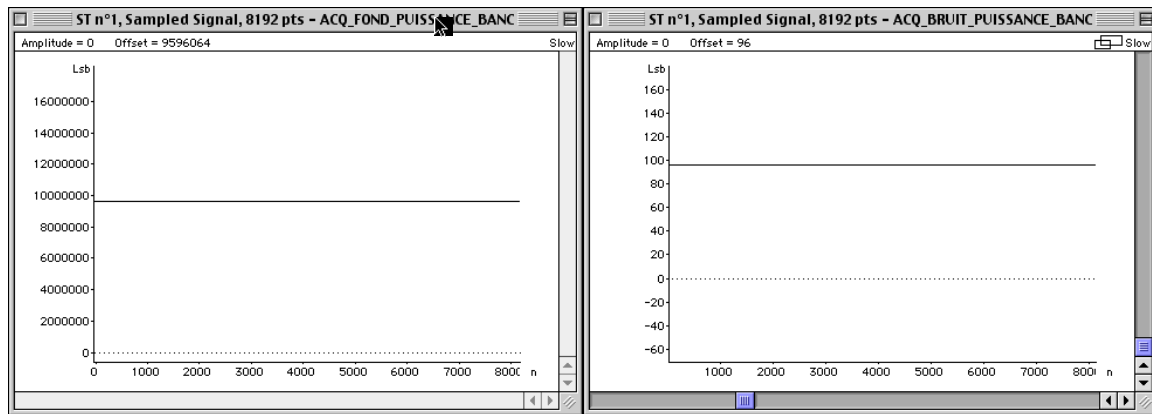 ST n°1, Sampled Signal, 8192 pts - ACQ_FOND_PUISSANCE_BANC
Amplitude = 0 Offset = 9596064 Slow
Lsb
16000000
14000000
12000000
10000000
8000000
6000000
4000000
2000000
0
0 1000 2000 3000 4000 5000 6000 7000 8000 n
ST n°1, Sampled Signal, 8192 pts - ACQ_BRUIT_PUISSANCE_BANC
Amplitude = 0 Offset = 96 Slow
Lsb
160
140
120
100
80
60
40
20
0
-20
-40
-60
1000 2000 3000 4000 5000 6000 7000 800 n